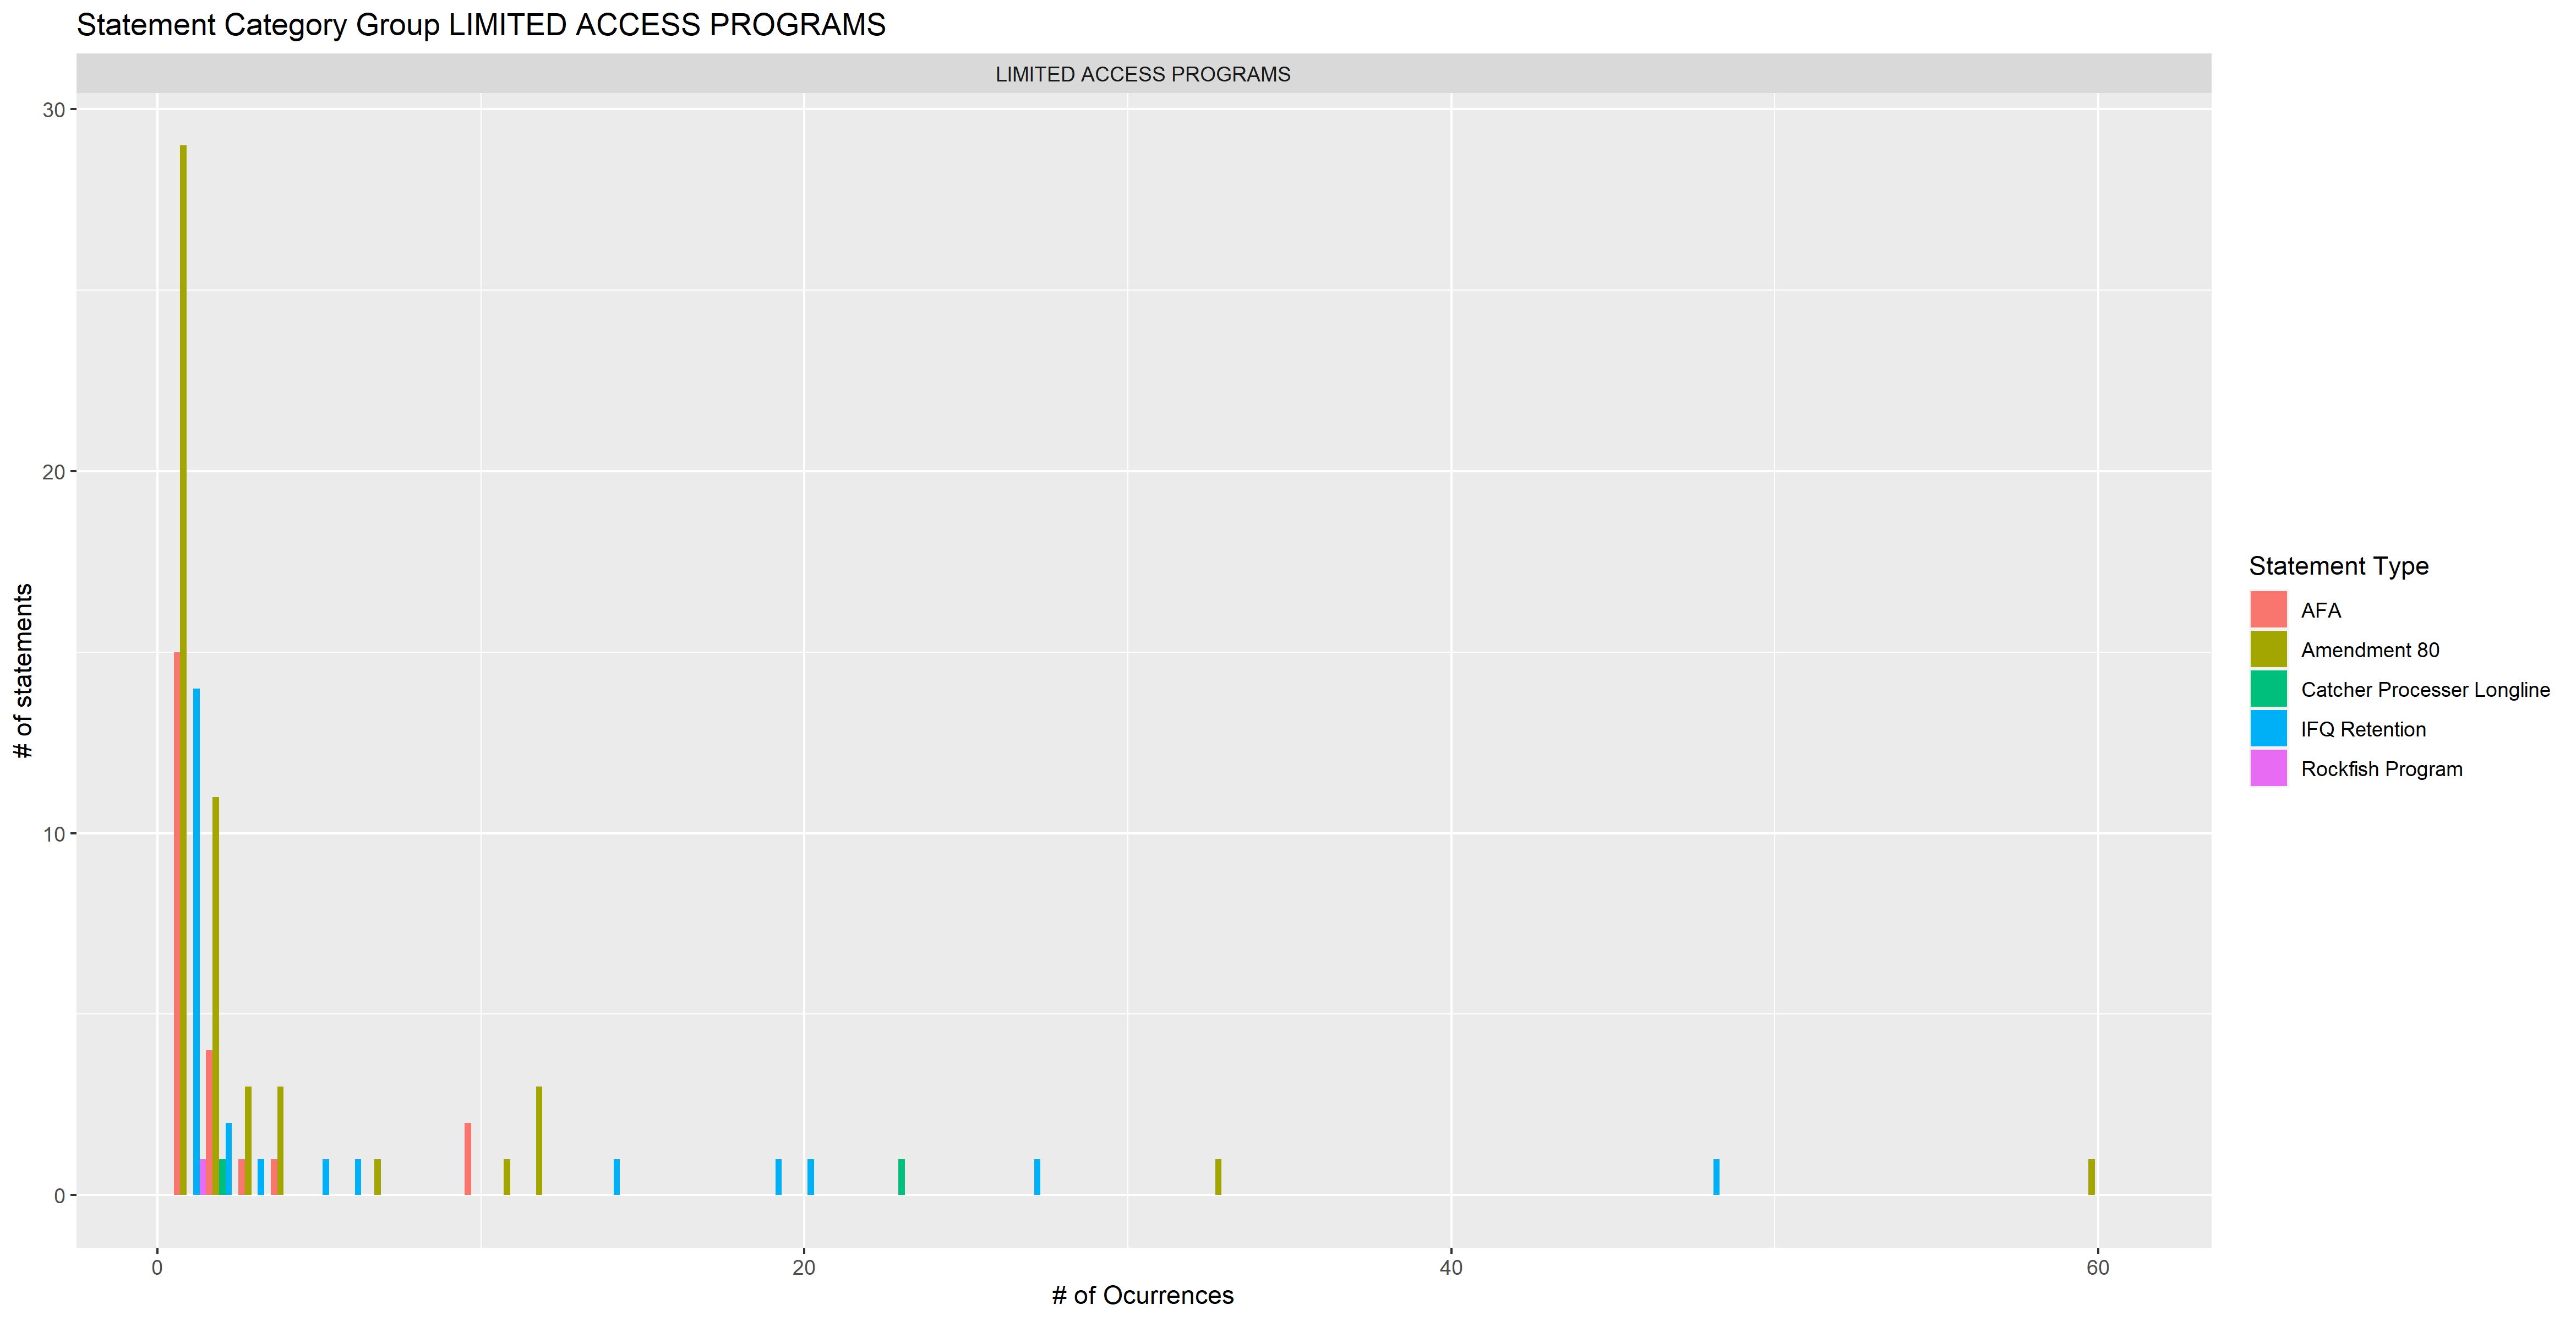 Statement Category Group LIMITED ACCESS PROGRAMS
LIMITED ACCESS PROGRAMS
30
20
10
0
# of statements
0 20 40 60
# of Ocurrences
Statement Type
AFA
Amendment 80
Catcher Processer Longline
IFQ Retention
Rockfish Program